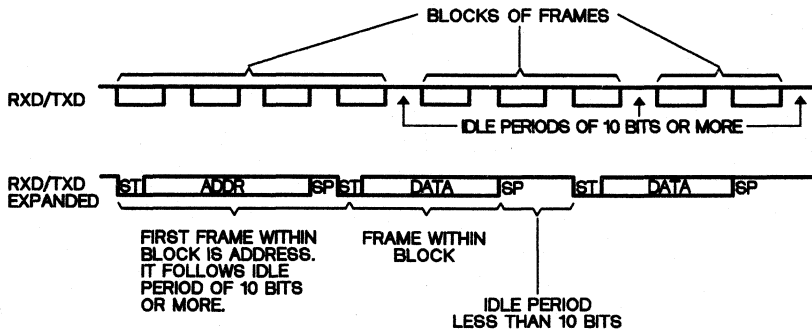 BLOCKS OF FRAMES
RXD/TXD
IDLE PERIODS OF 10 BITS OR MORE
RXD/TXD
EXPANDED
ST ADDR SP ST DATA SP ST DATA SP
FIRST FRAME WITHIN
BLOCK IS ADDRESS.
IT FOLLOWS IDLE
PERIOD OF 10 BITS
OR MORE.
FRAME WITHIN
BLOCK
IDLE PERIOD
LESS THAN 10 BITS